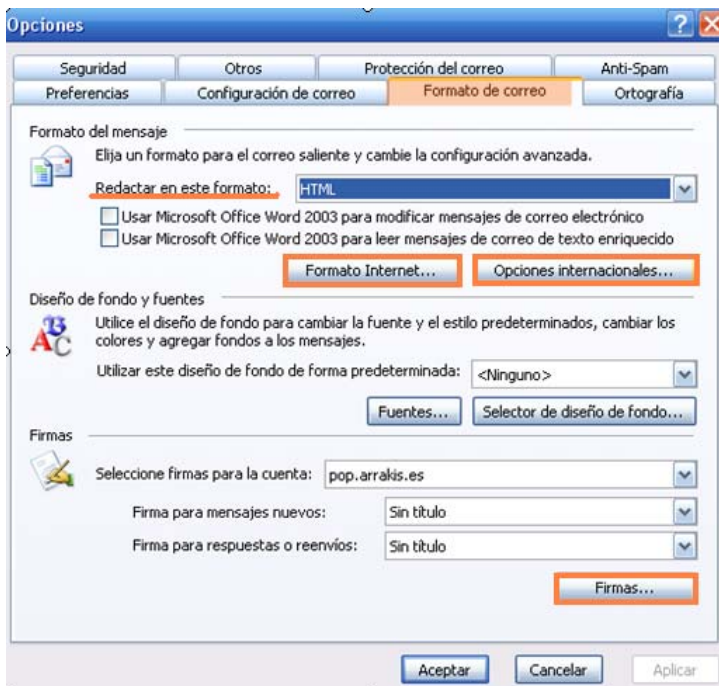 Opciones
Seguridad Otros Protección del correo Anti-Spam
Preferencias Configuración de correo Formato de correo Ortografía
Formato del mensaje
Elija un formato para el correo saliente y cambie la configuración avanzada.
Redactar en este formato: HTML
Usar Microsoft Office Word 2003 para modificar mensajes de correo electrónico
Usar Microsoft Office Word 2003 para leer mensajes de correo de texto enriquecido
Formato Internet... Opciones internacionales...
Diseño de fondo y fuentes
Utilice el diseño de fondo para cambiar la fuente y el estilo predeterminados, cambiar los
colores y agregar fondos a los mensajes.
Utilizar este diseño de fondo de forma predeterminada: <Ninguno>
Fuentes... Selector de diseño de fondo...
Firmas
Seleccione firmas para la cuenta: pop.arrakis.es
Firma para mensajes nuevos: Sin título
Firma para respuestas o reenvíos: Sin título
Firmas...
Aceptar Cancelar Aplicar